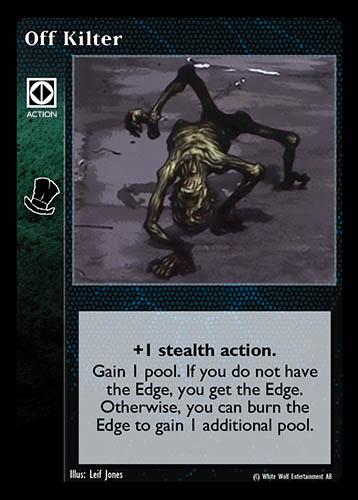 Off Kilter
ACTION
+1 stealth action.
Gain 1 pool. If you do not have
the Edge, you get the Edge.
Otherwise, you can burn the
Edge to gain 1 additional pool.
Illus: Leif Jones
(C) White Wolf Entertainment AB